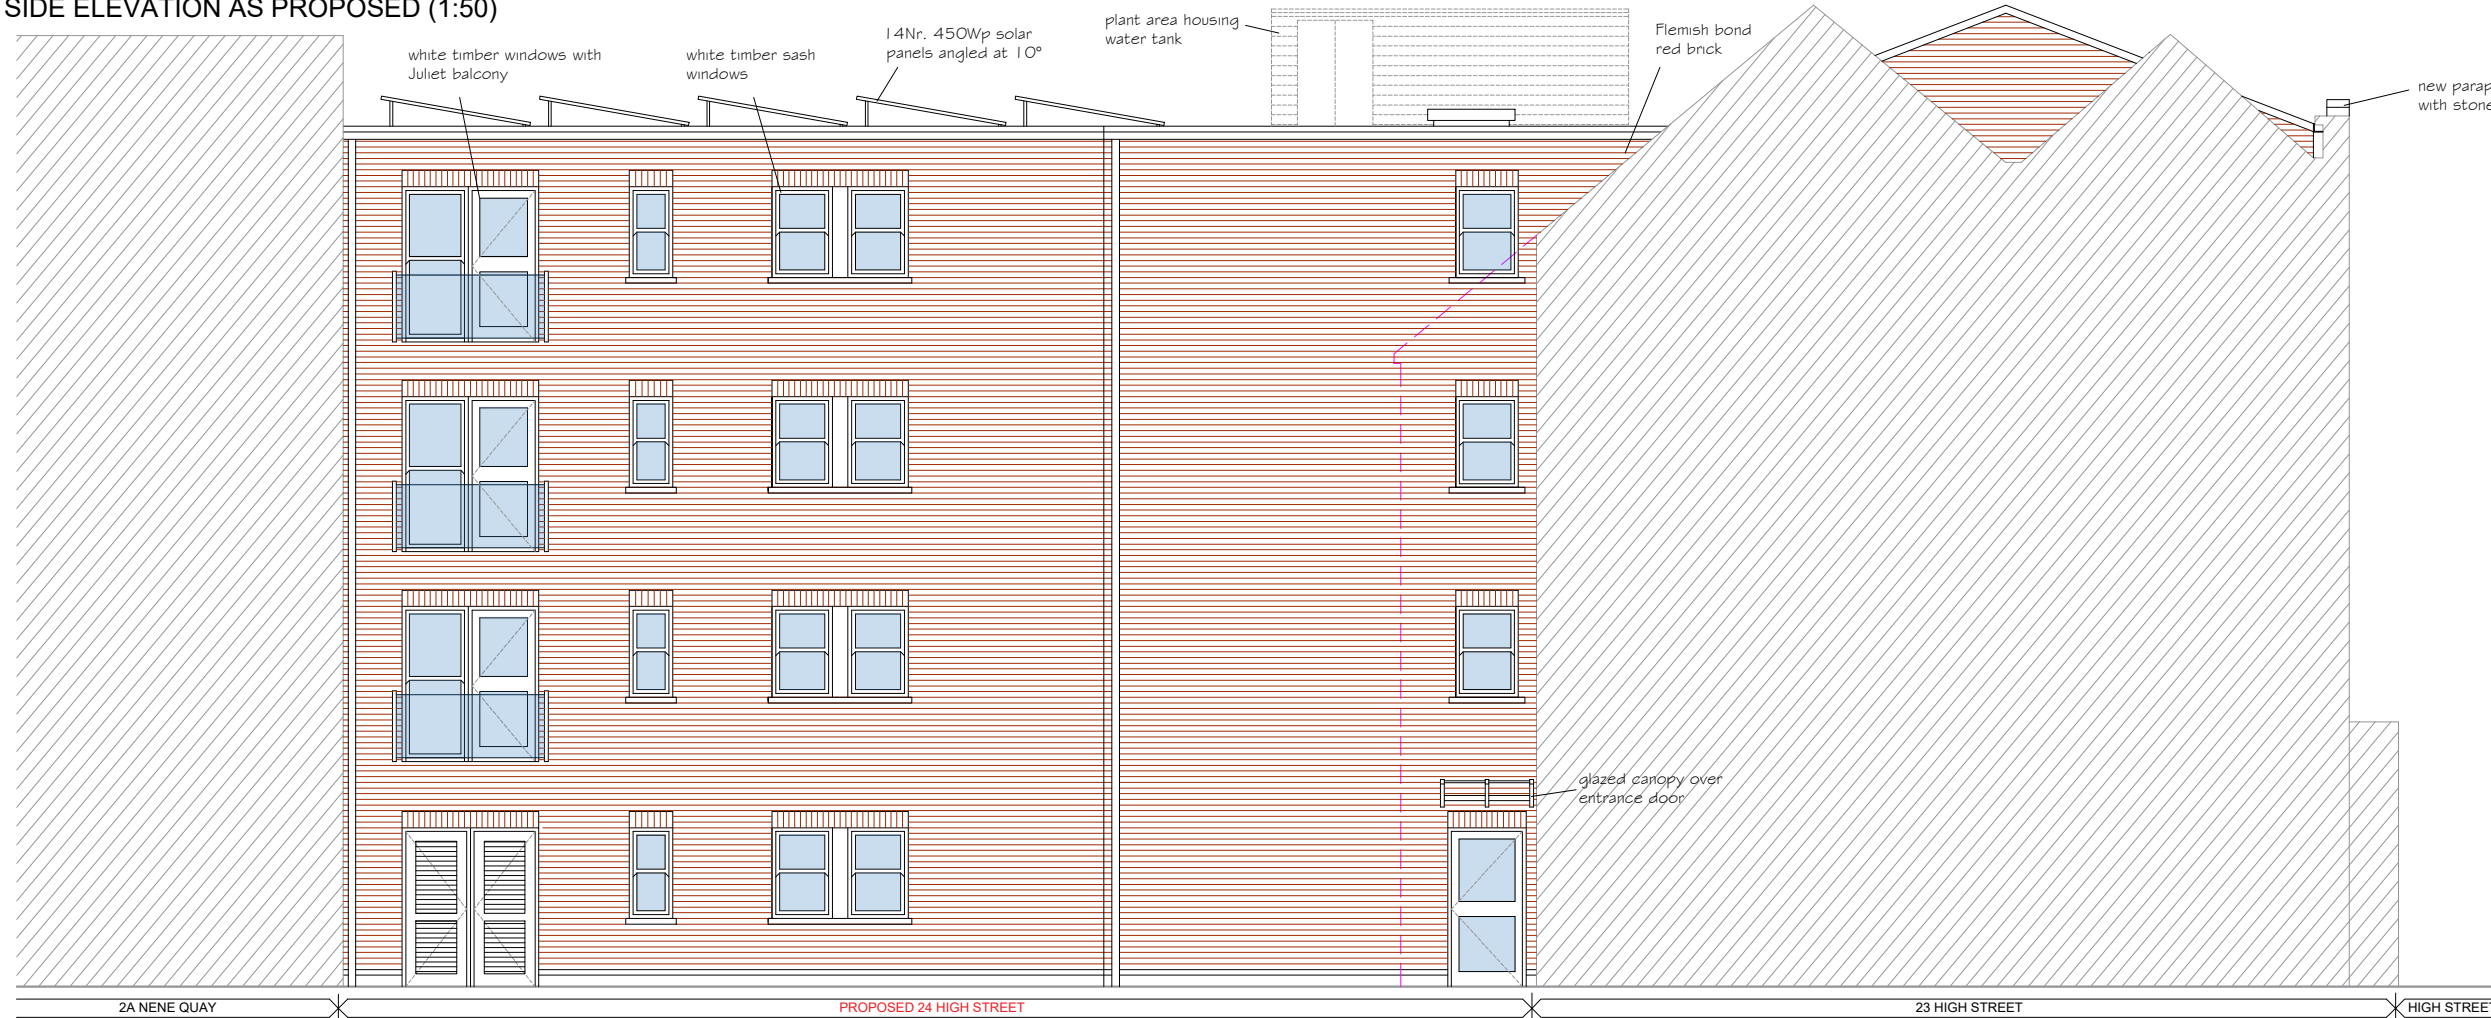 SIDE ELEVATION AS PROPOSED (1:50)
white timber windows with
Juliet balcony
white timber sash
windows
14Nr. 450Wp solar
panels angled at 10°
plant area housing
water tank
Flemish bond
red brick
new parap
with stone
glazed canopy over
entrance door
2A NENE QUAY
PROPOSED 24 HIGH STREET
23 HIGH STREET
HIGH STREET